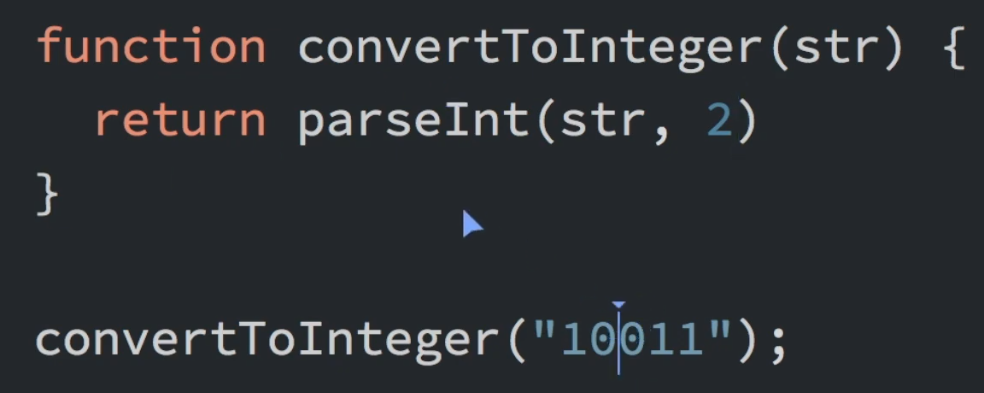 function convertToInteger(str) {
  return parseInt(str, 2)
}
convertToInteger("10011");